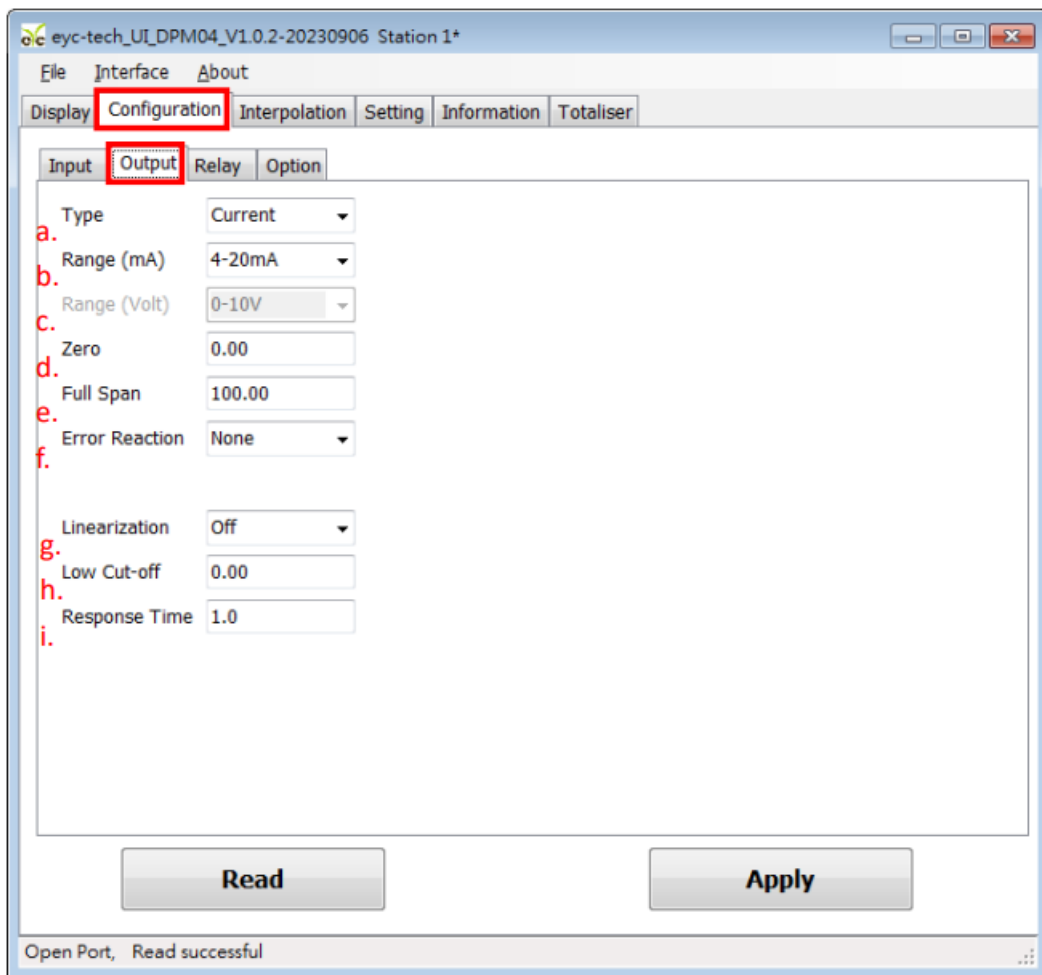 eyc-tech_UI_DPM04_V1.0.2-20230906 Station 1*
File Interface About
Display Configuration Interpolation Setting Information Totaliser
Input Output Relay Option
Type Current
a.
Range (mA) 4-20mA
b.
Range (Volt) 0-10V
c.
Zero 0.00
d.
Full Span 100.00
e.
Error Reaction None
f.
Linearization Off
g.
Low Cut-off 0.00
h.
Response Time 1.0
i.
Read Apply
Open Port, Read successful